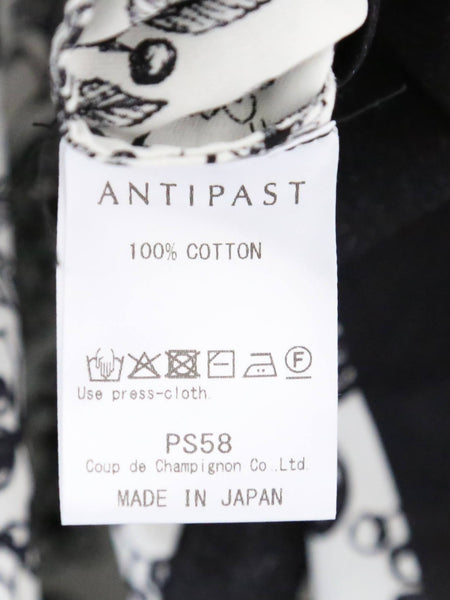 ANTIPAST
100% COTTON
F
Use press-cloth.
PS58
Coup de Champignon Co.,Ltd.
MADE IN JAPAN